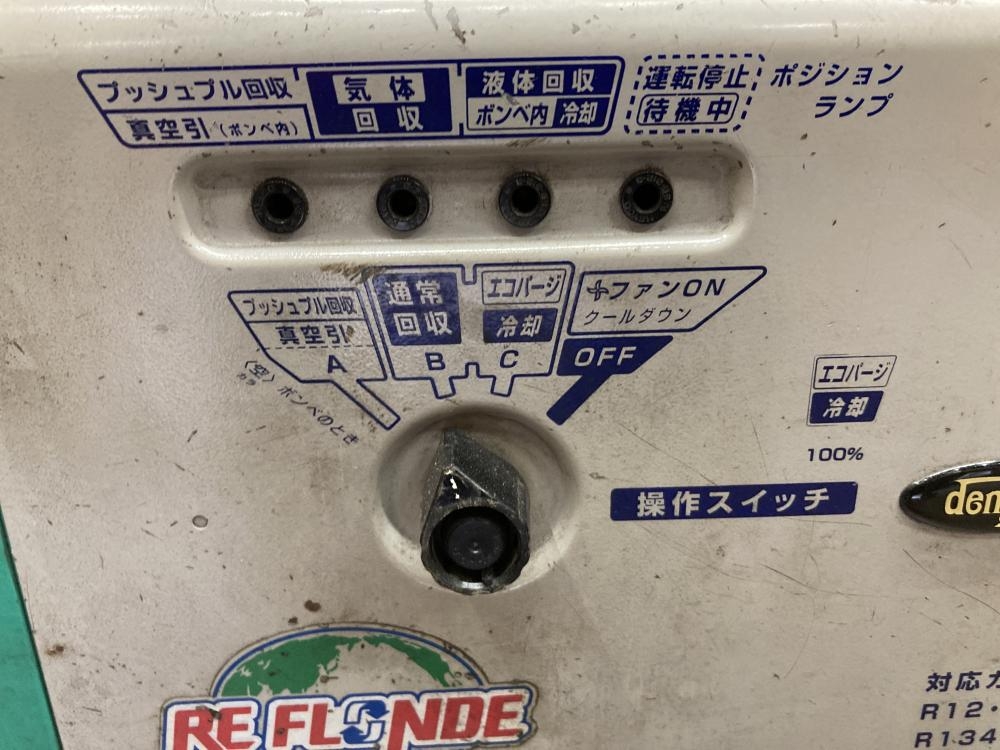 プッシュプル回収
真空引(ボンベ内)
気体
回収
液体回収
ボンベ内 冷却
運転停止
待機中
ポジション
ランプ
プッシュプル回収
真空引
A
(空)ボンベのとき
カラ
通常
回収
B
エコパージ
冷却
C
ファンON
クールダウン
OFF
エコパージ
冷却
100%
操作スイッチ
den
RE FLONDE
対応
R12・
R134